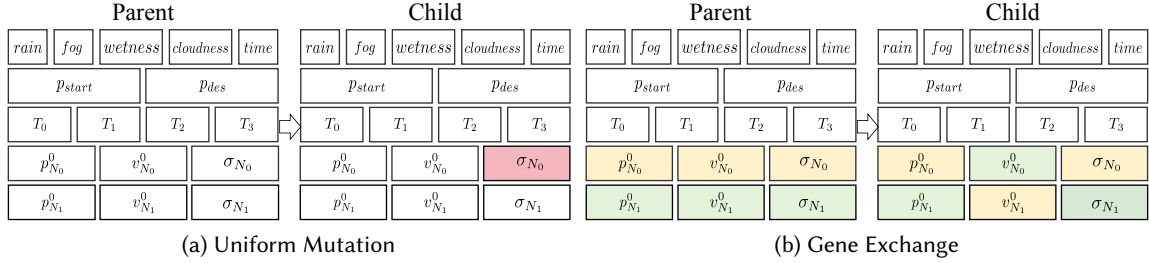 Parent Child Parent Child
rain fog wetness cloudness time rain fog wetness cloudness time rain fog wetness cloudness time rain fog wetness cloudness time
p_start p_des p_start p_des p_start p_des p_start p_des
T_0 T_1 T_2 T_3 T_0 T_1 T_2 T_3 T_0 T_1 T_2 T_3 T_0 T_1 T_2 T_3
p^0_{N_0} v^0_{N_0} σ_{N_0} p^0_{N_0} v^0_{N_0} σ_{N_0} p^0_{N_0} v^0_{N_0} σ_{N_0} p^0_{N_0} v^0_{N_0} σ_{N_0}
p^0_{N_1} v^0_{N_1} σ_{N_1} p^0_{N_1} v^0_{N_1} σ_{N_1} p^0_{N_1} v^0_{N_1} σ_{N_1} p^0_{N_1} v^0_{N_1} σ_{N_1}
(a) Uniform Mutation (b) Gene Exchange